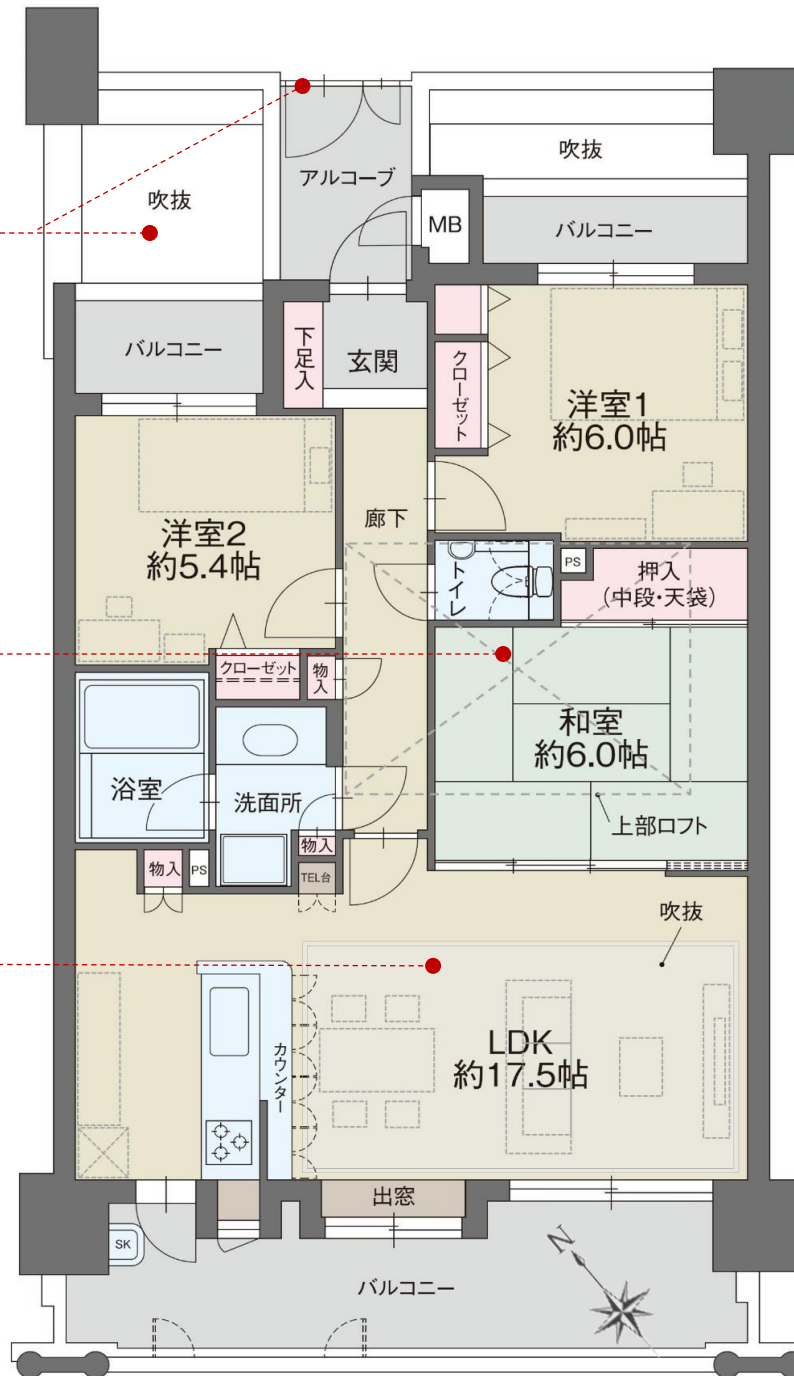 アルコーブ
吹抜
吹抜
MB
バルコニー
バルコニー
下足入
玄関
クローゼット
洋室1
約6.0帖
廊下
洋室2
約5.4帖
トイレ
PS
押入
(中段・天袋)
クローゼット
物入
和室
約6.0帖
浴室
洗面所
上部ロフト
物入
物入
PS
TEL台
吹抜
LDK
約17.5帖
カウンター
出窓
SK
N
バルコニー